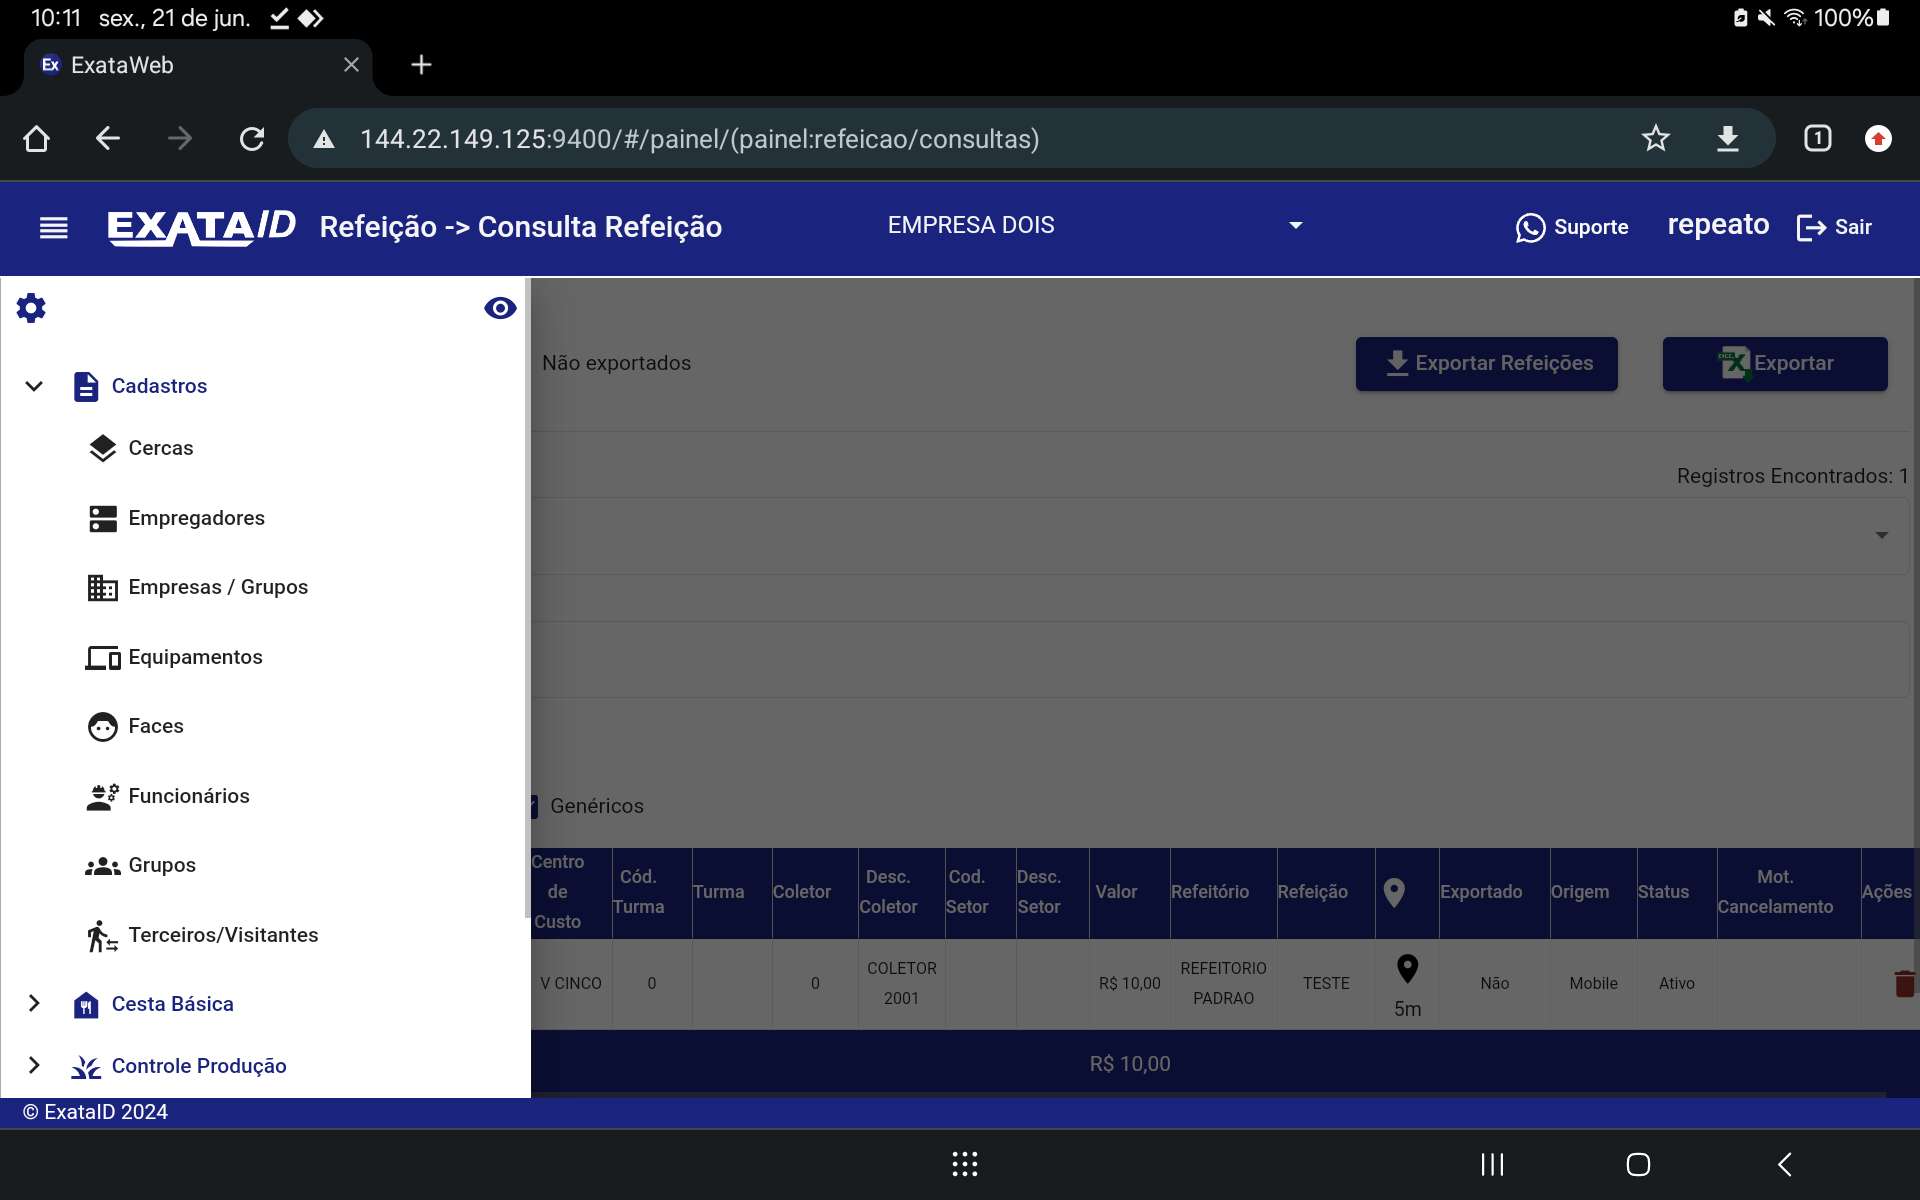 10:11 sex., 21 de jun. 100%
Ex ExataWeb
144.22.149.125:9400/#/painel/(painel:refeicao/consultas) 1
EXATAID Refeição -> Consulta Refeição EMPRESA DOIS Suporte repeato Sair
Não exportados Exportar Refeições Exportar
Cadastros
Cercas
Registros Encontrados: 1
Empregadores
Empresas / Grupos
Equipamentos
Faces
Funcionários
Genéricos
Grupos
Centro de Custo
Cód. Turma
Turma
Coletor
Desc. Coletor
Cod. Setor
Desc. Setor
Valor
Refeitório
Refeição
Exportado
Origem
Status
Mot. Cancelamento
Ações
Terceiros/Visitantes
V CINCO
0
0
COLETOR 2001
R$ 10,00
REFEITORIO PADRAO
TESTE
5m
Não
Mobile
Ativo
Cesta Básica
Controle Produção
R$ 10,00
© ExataID 2024